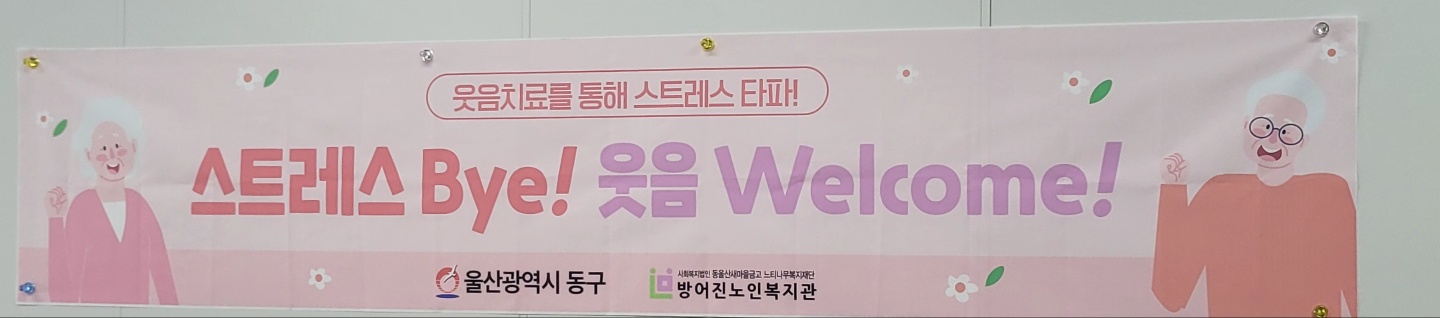 웃음치료를 통해 스트레스 타파!
스트레스 Bye! 웃음 Welcome!
울산광역시 동구
사회복지법인 동울산새마을금고 느티나무복지재단
방어진노인복지관